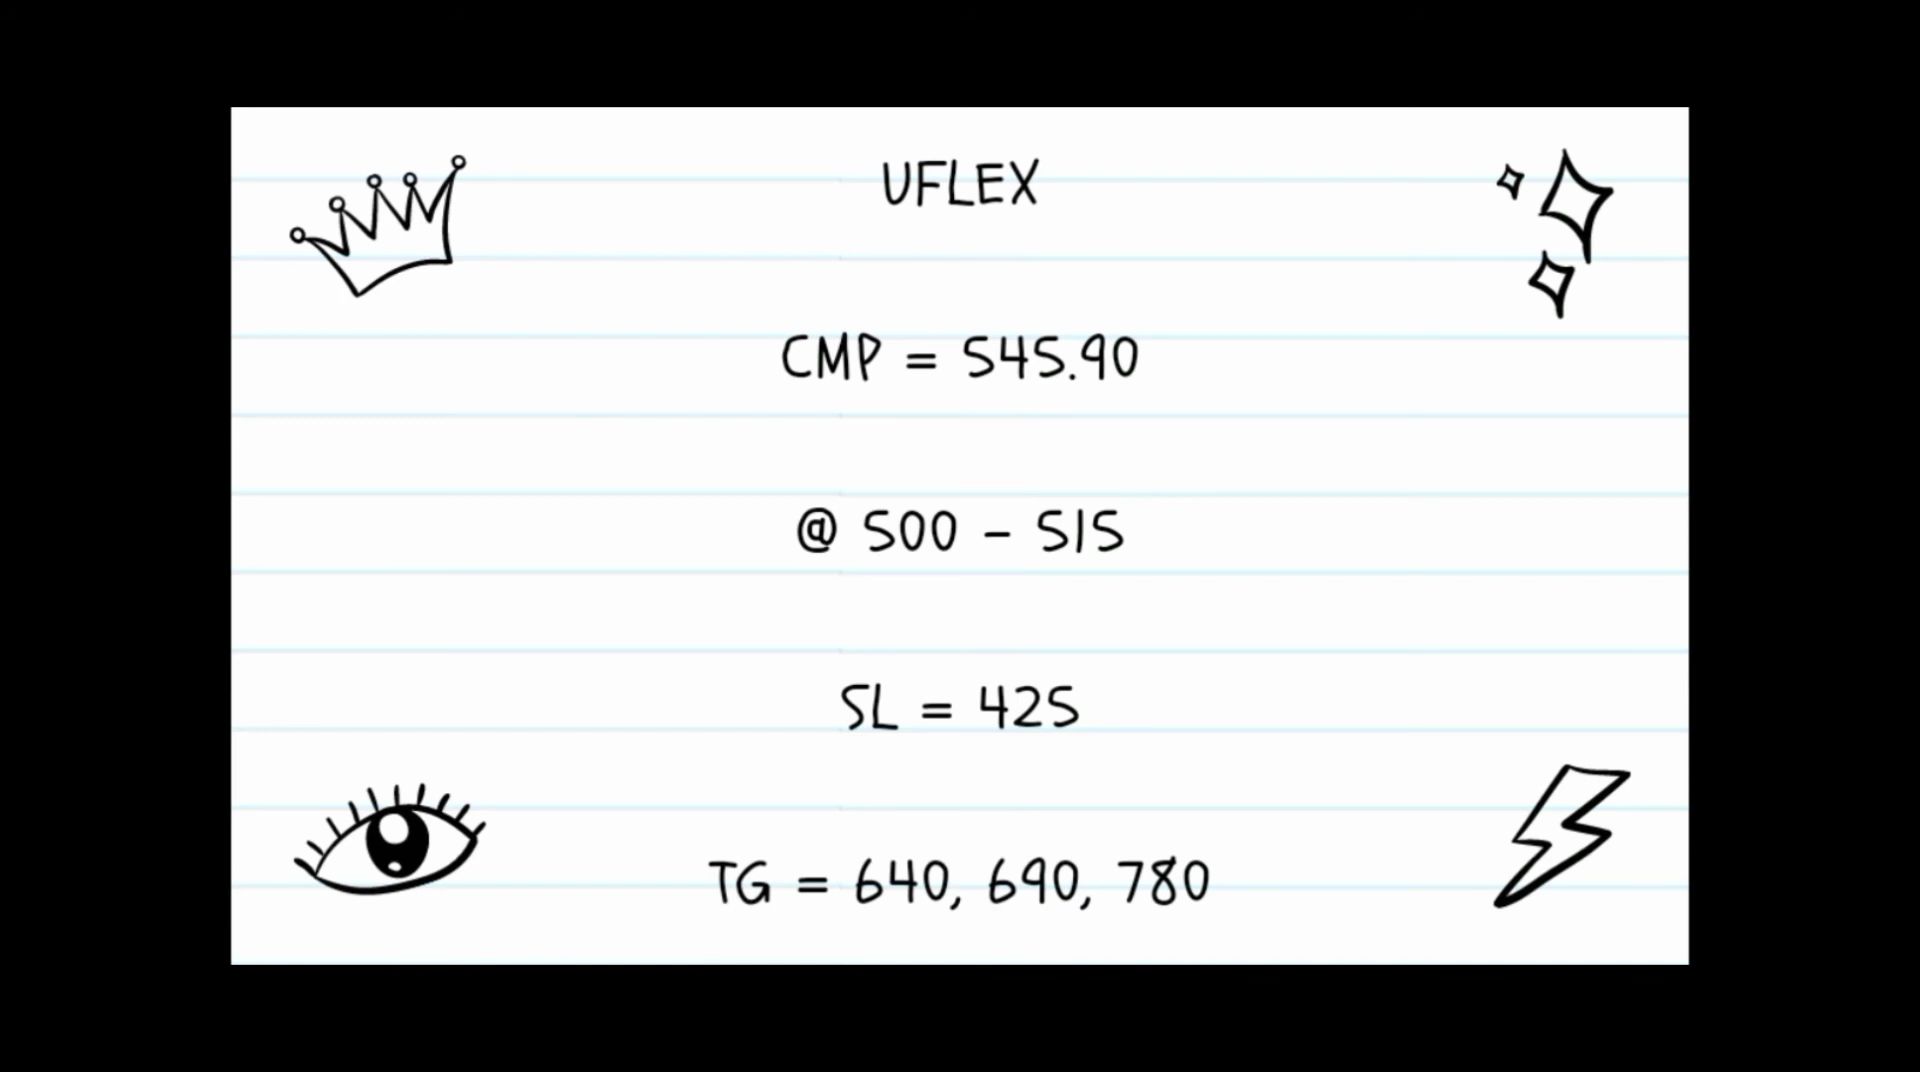 UFLEX
CMP = 545.90
@ 500 - 515
SL = 425
TG = 640, 690, 780